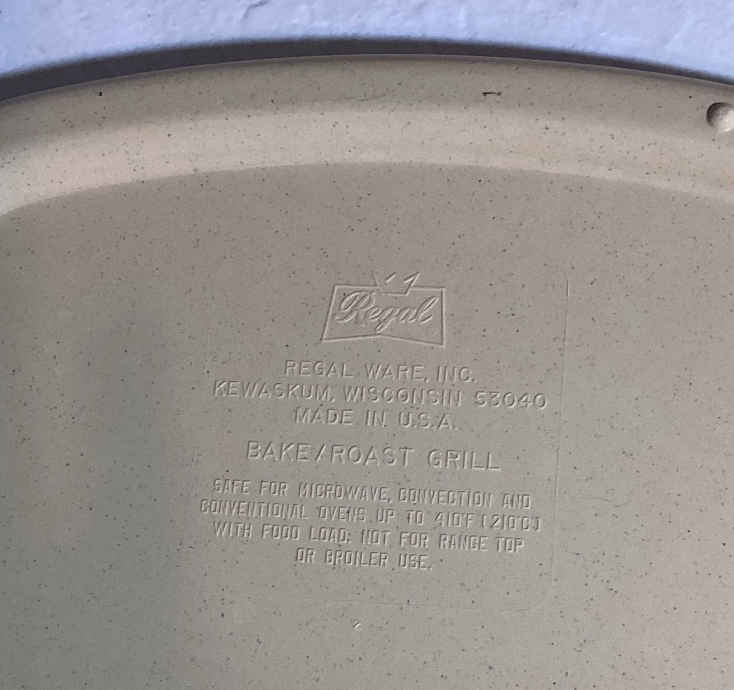 Regal
REGAL WARE, INC.
KEWASKUM, WISCONSIN 53040
MADE IN U.S.A.
BAKE/ROAST GRILL
SAFE FOR MICROWAVE, CONVECTION AND
CONVENTIONAL OVENS UP TO 410°F (210°C)
WITH FOOD LOAD; NOT FOR RANGE TOP
OR BROILER USE.
2